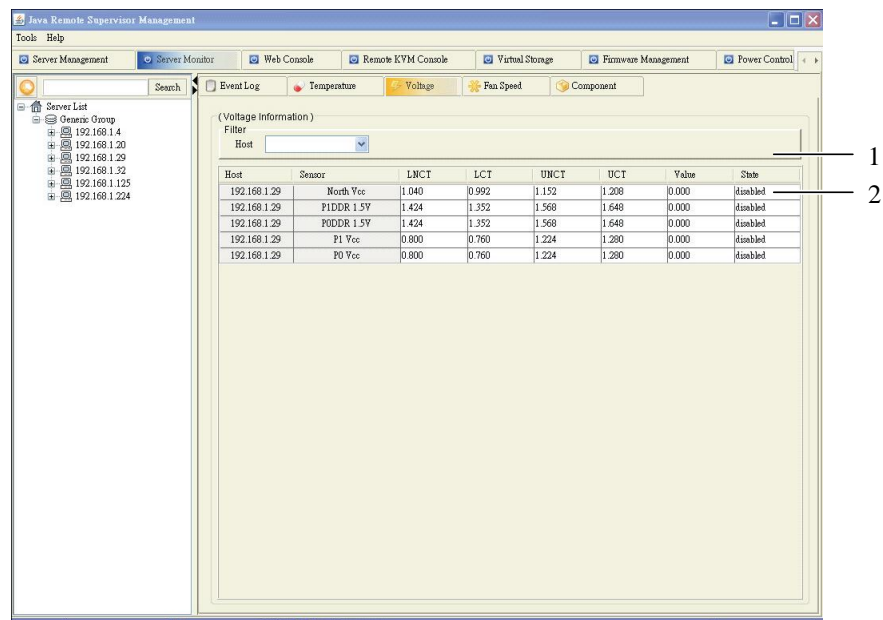 Java Remote Supervisor Management
Tools Help
Server Management Server Monitor Web Console Remote KVM Console Virtual Storage Firmware Management Power Control
Search Event Log Temperature Voltage Fan Speed Component
Server List
Generic Group
192.168.1.4
192.168.1.20
192.168.1.29
192.168.1.32
192.168.1.125
192.168.1.224
( Voltage Information )
Filter
Host
1
Host Sensor LNCT LCT UNCT UCT Value State
192.168.1.29 North Vcc 1.040 0.992 1.152 1.208 0.000 disabled
2
192.168.1.29 P1DDR 1.5V 1.424 1.352 1.568 1.648 0.000 disabled
192.168.1.29 P0DDR 1.5V 1.424 1.352 1.568 1.648 0.000 disabled
192.168.1.29 P1 Vcc 0.800 0.760 1.224 1.280 0.000 disabled
192.168.1.29 P0 Vcc 0.800 0.760 1.224 1.280 0.000 disabled